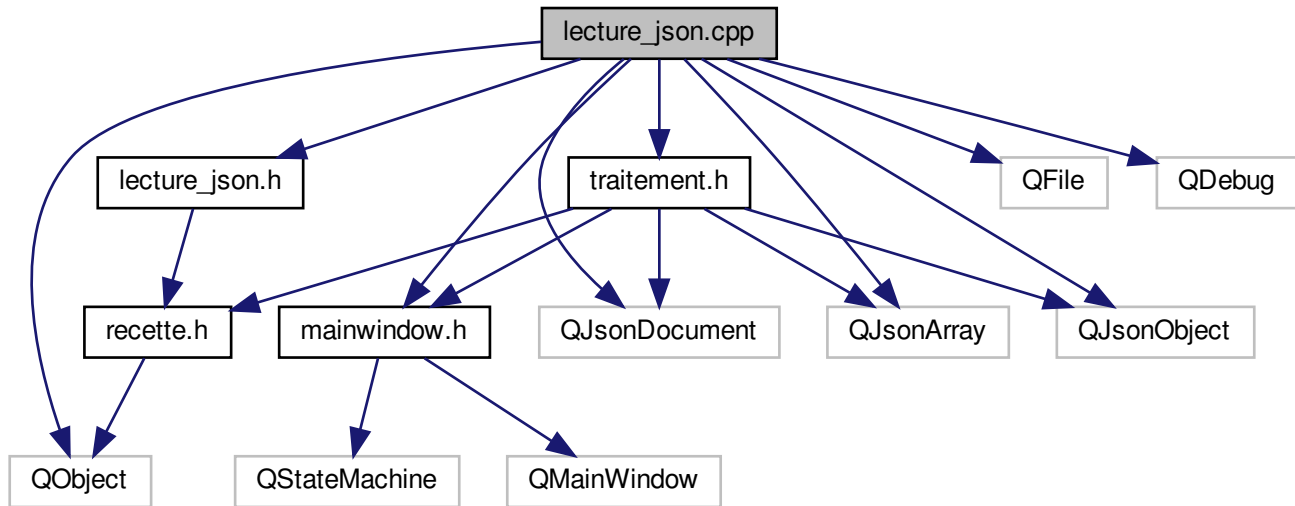 lecture_json.cpp
lecture_json.h
traitement.h
QFile
QDebug
recette.h
mainwindow.h
QJsonDocument
QJsonArray
QJsonObject
QObject
QStateMachine
QMainWindow